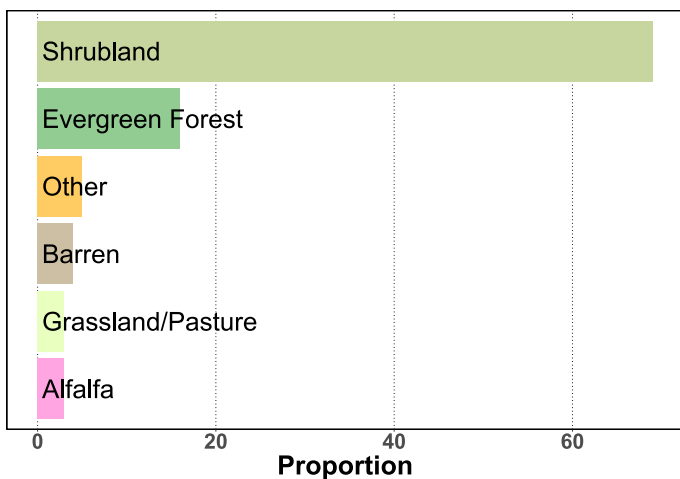 Shrubland
Evergreen Forest
Other
Barren
Grassland/Pasture
Alfalfa
0 20 40 60
Proportion